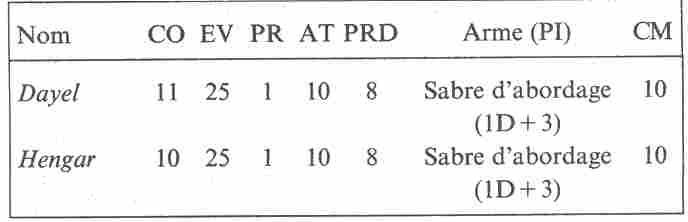 Nom CO EV PR AT PRD Arme (PI) CM
Dayel 11 25 1 10 8 Sabre d'abordage 10
(1D + 3)
Hengar 10 25 1 10 8 Sabre d'abordage 10
(1D + 3)